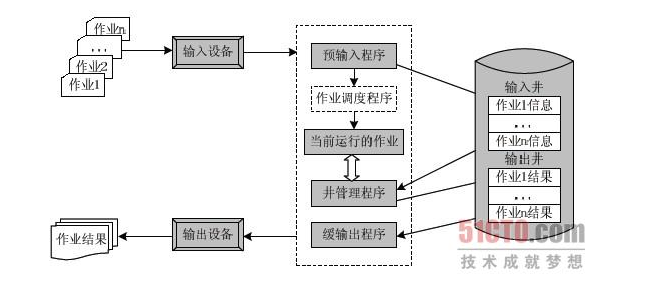 作业n
...
作业2
作业1
输入设备
预输入程序
作业调度程序
当前运行的作业
井管理程序
缓输出程序
输入井
作业1信息
...
作业n信息
输出井
作业1结果
...
作业n结果
输出设备
作业结果
51CTO.com
技术成就梦想